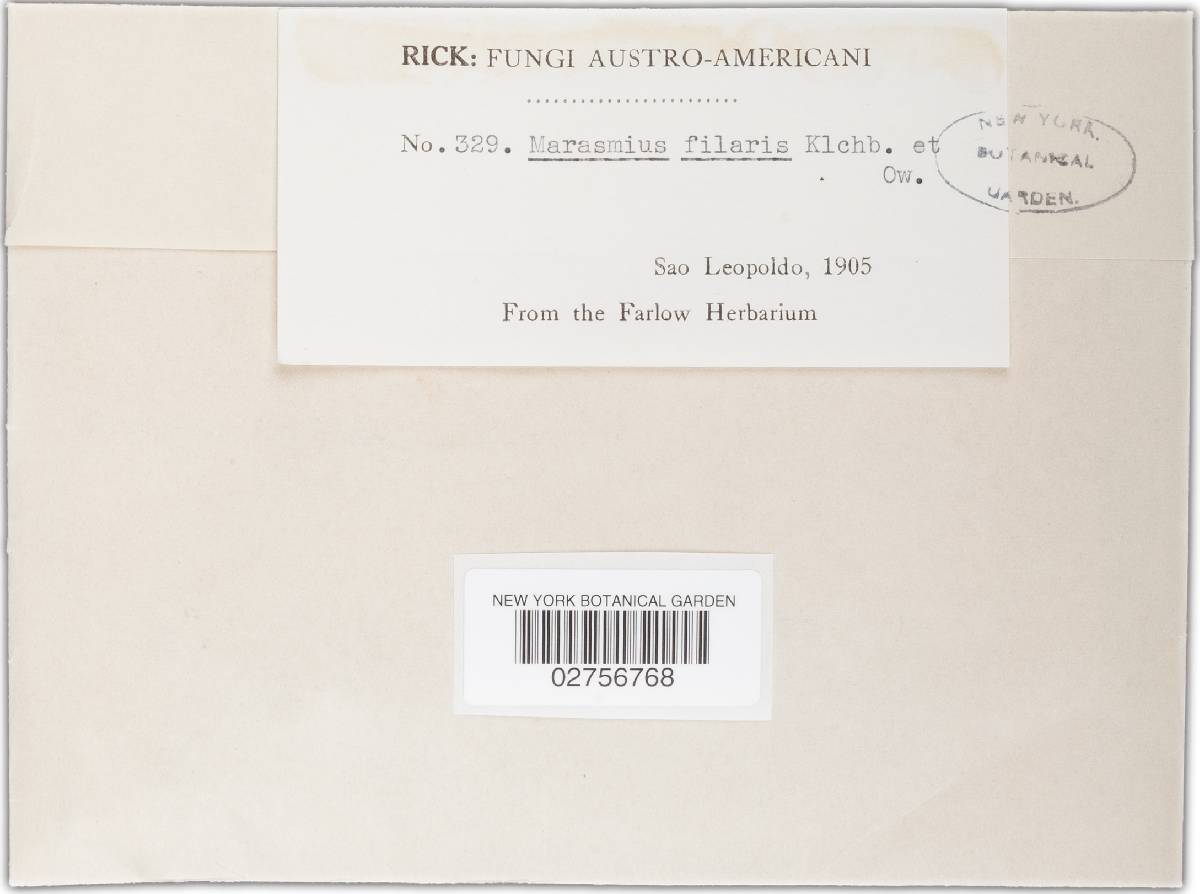 RICK: FUNGI AUSTRO-AMERICANI
........................
No. 329. Marasmius filaris Klchb. et
Ow.
Sao Leopoldo, 1905
From the Farlow Herbarium
NEW YORK.
BOTANICAL
GARDEN.
NEW YORK BOTANICAL GARDEN
02756768